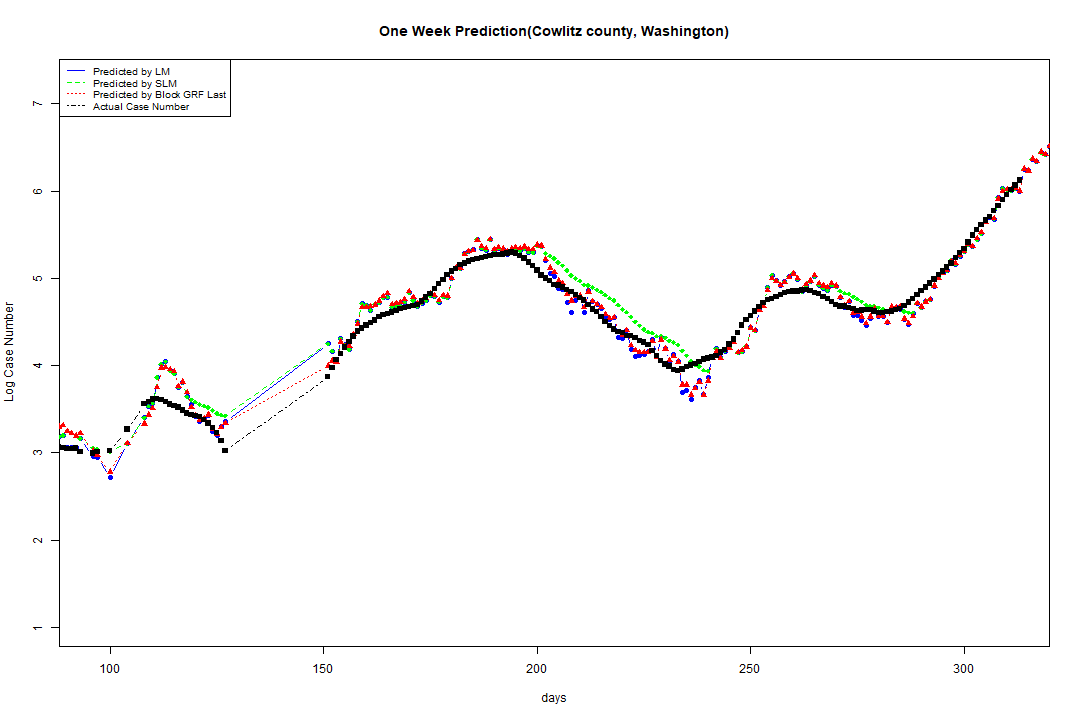 One Week Prediction(Cowlitz county, Washington)
Predicted by LM
Predicted by SLM
Predicted by Block GRF Last
Actual Case Number
7
6
5
4
3
2
1
Log Case Number
100 150 200 250 300
days